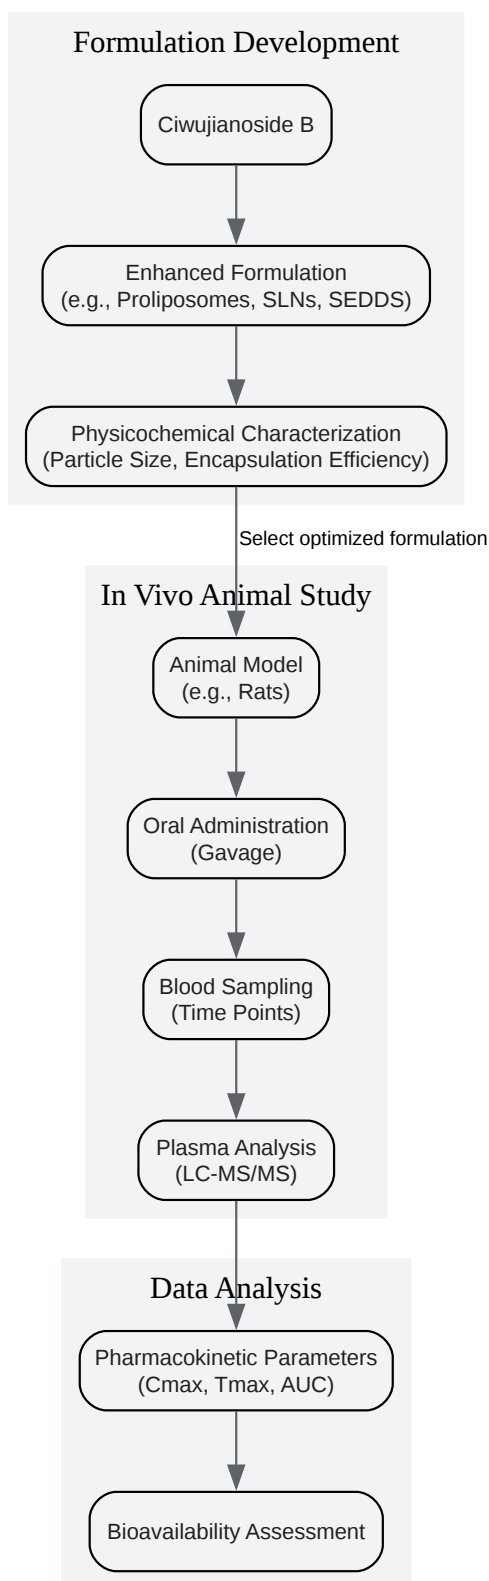 Formulation Development
Ciwujianoside B
Enhanced Formulation
(e.g., Proliposomes, SLNs, SEDDS)
Physicochemical Characterization
(Particle Size, Encapsulation Efficiency)
Select optimized formulation
In Vivo Animal Study
Animal Model
(e.g., Rats)
Oral Administration
(Gavage)
Blood Sampling
(Time Points)
Plasma Analysis
(LC-MS/MS)
Data Analysis
Pharmacokinetic Parameters
(Cmax, Tmax, AUC)
Bioavailability Assessment